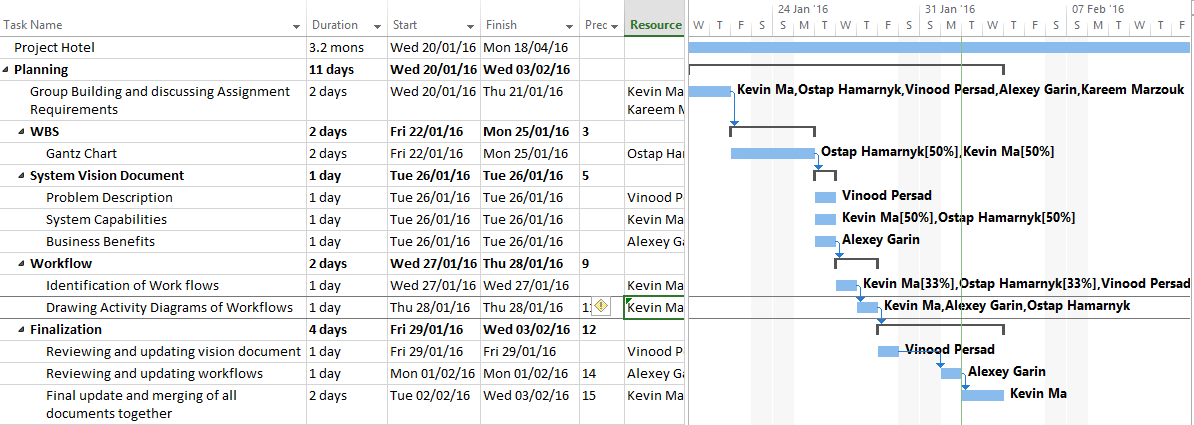 Task Name Duration Start Finish Prec Resource
24 Jan '16 31 Jan '16 07 Feb '16
W T F S S M T W T F S S M T W T F S S M T W T F
Project Hotel 3.2 mons Wed 20/01/16 Mon 18/04/16
Planning 11 days Wed 20/01/16 Wed 03/02/16
Group Building and discussing Assignment 2 days Wed 20/01/16 Thu 21/01/16 Kevin Ma Kevin Ma,Ostap Hamarnyk,Vinood Persad,Alexey Garin,Kareem Marzouk
Requirements Kareem M
WBS 2 days Fri 22/01/16 Mon 25/01/16 3
Gantz Chart 2 days Fri 22/01/16 Mon 25/01/16 Ostap Har Ostap Hamarnyk[50%],Kevin Ma[50%]
System Vision Document 1 day Tue 26/01/16 Tue 26/01/16 5
Problem Description 1 day Tue 26/01/16 Tue 26/01/16 Vinood P Vinood Persad
System Capabilities 1 day Tue 26/01/16 Tue 26/01/16 Kevin Ma Kevin Ma[50%],Ostap Hamarnyk[50%]
Business Benefits 1 day Tue 26/01/16 Tue 26/01/16 Alexey Ga Alexey Garin
Workflow 2 days Wed 27/01/16 Thu 28/01/16 9
Identification of Work flows 1 day Wed 27/01/16 Wed 27/01/16 Kevin Ma Kevin Ma[33%],Ostap Hamarnyk[33%],Vinood Persad
Drawing Activity Diagrams of Workflows 1 day Thu 28/01/16 Thu 28/01/16 Kevin Ma Kevin Ma,Alexey Garin,Ostap Hamarnyk
Finalization 4 days Fri 29/01/16 Wed 03/02/16 12
Reviewing and updating vision document 1 day Fri 29/01/16 Fri 29/01/16 Vinood P Vinood Persad
Reviewing and updating workflows 1 day Mon 01/02/16 Mon 01/02/16 14 Alexey Ga Alexey Garin
Final update and merging of all 2 days Tue 02/02/16 Wed 03/02/16 15 Kevin Ma Kevin Ma
documents together